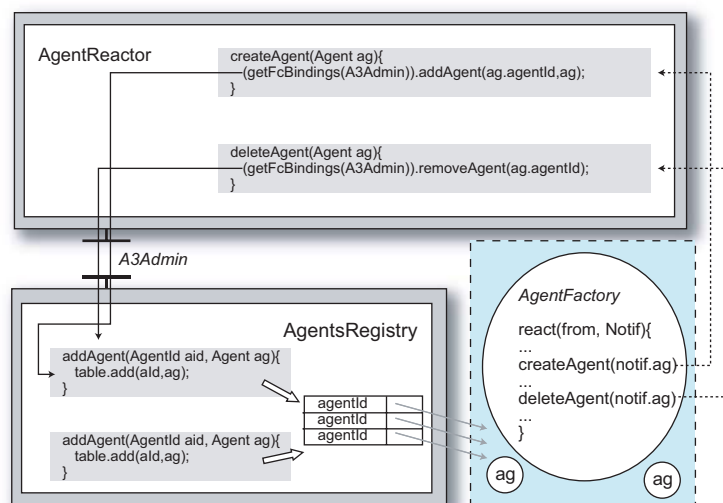 AgentReactor
createAgent(Agent ag){
(getFcBindings(A3Admin)).addAgent(ag.agentId,ag);
}
deleteAgent(Agent ag){
(getFcBindings(A3Admin)).removeAgent(ag.agentId);
}
A3Admin
AgentsRegistry
addAgent(AgentId aid, Agent ag){
table.add(aId,ag);
}
addAgent(AgentId aid, Agent ag){
table.add(aId,ag);
}
agentId
agentId
agentId
AgentFactory
react(from, Notif){
...
createAgent(notif.ag)
...
deleteAgent(notif.ag)
...
}
ag
ag